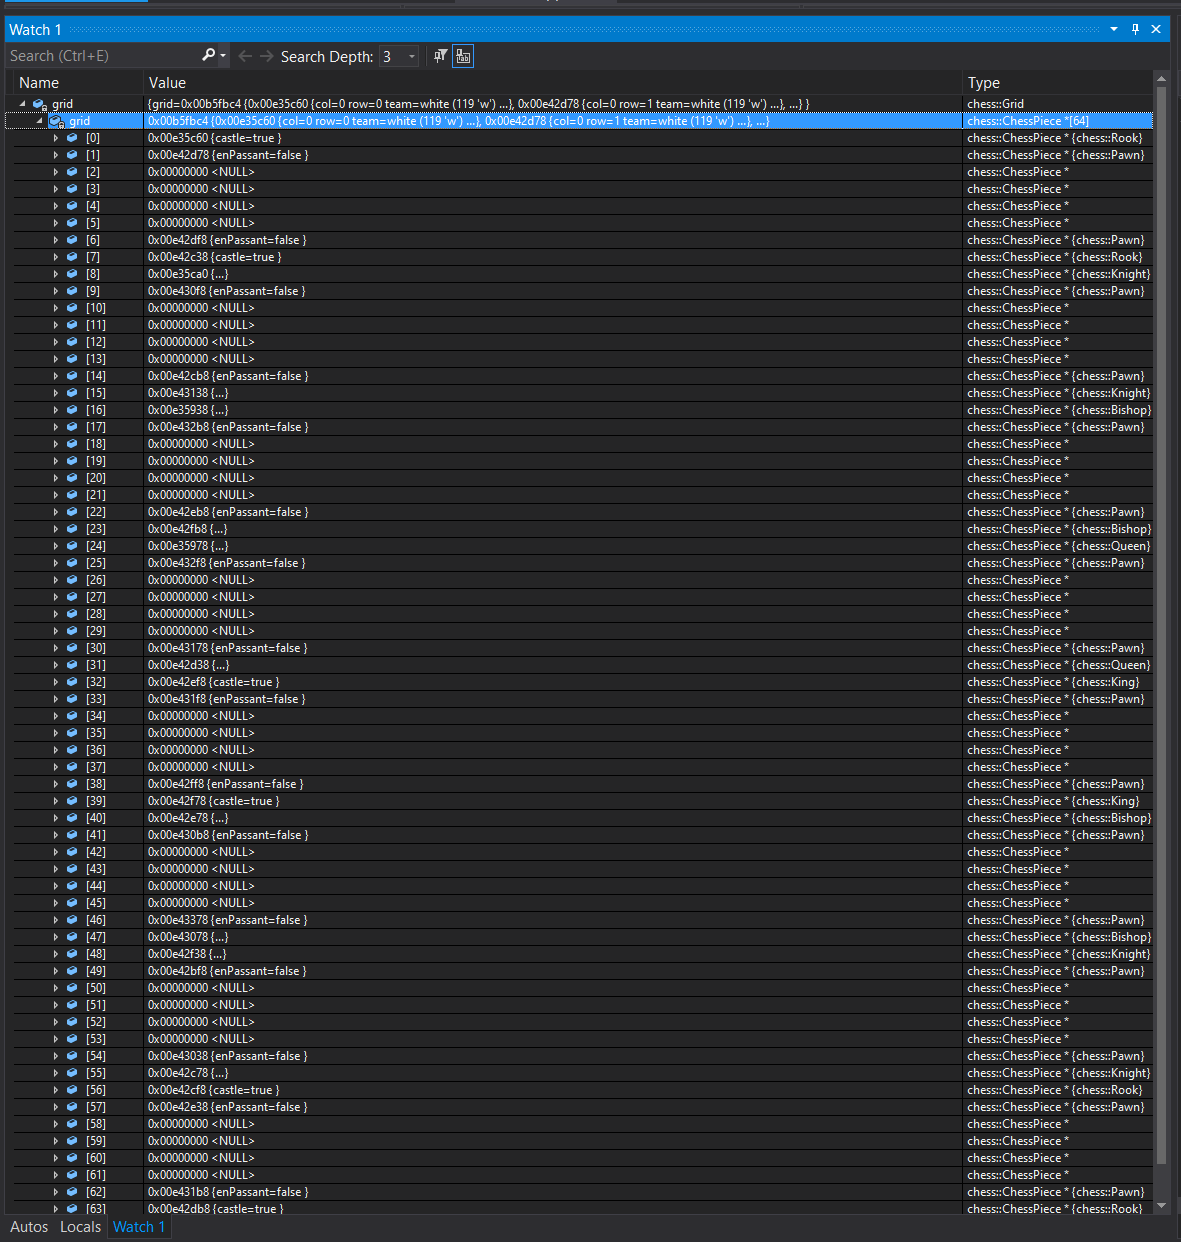 Watch 1
Search (Ctrl+E) Search Depth: 3
Name Value Type
grid {grid=0x00b5fbc4 {0x00e35c60 {col=0 row=0 team=white (119 'w') ...}, 0x00e42d78 {col=0 row=1 team=white (119 'w') ...}, ...} } chess::Grid
grid 0x00b5fbc4 {0x00e35c60 {col=0 row=0 team=white (119 'w') ...}, 0x00e42d78 {col=0 row=1 team=white (119 'w') ...}, ...} chess::ChessPiece *[64]
[0] 0x00e35c60 {castle=true } chess::ChessPiece * {chess::Rook}
[1] 0x00e42d78 {enPassant=false } chess::ChessPiece * {chess::Pawn}
[2] 0x00000000 <NULL> chess::ChessPiece *
[3] 0x00000000 <NULL> chess::ChessPiece *
[4] 0x00000000 <NULL> chess::ChessPiece *
[5] 0x00000000 <NULL> chess::ChessPiece *
[6] 0x00e42df8 {enPassant=false } chess::ChessPiece * {chess::Pawn}
[7] 0x00e42c38 {castle=true } chess::ChessPiece * {chess::Rook}
[8] 0x00e35ca0 {...} chess::ChessPiece * {chess::Knight}
[9] 0x00e430f8 {enPassant=false } chess::ChessPiece * {chess::Pawn}
[10] 0x00000000 <NULL> chess::ChessPiece *
[11] 0x00000000 <NULL> chess::ChessPiece *
[12] 0x00000000 <NULL> chess::ChessPiece *
[13] 0x00000000 <NULL> chess::ChessPiece *
[14] 0x00e42cb8 {enPassant=false } chess::ChessPiece * {chess::Pawn}
[15] 0x00e43138 {...} chess::ChessPiece * {chess::Knight}
[16] 0x00e35938 {...} chess::ChessPiece * {chess::Bishop}
[17] 0x00e432b8 {enPassant=false } chess::ChessPiece * {chess::Pawn}
[18] 0x00000000 <NULL> chess::ChessPiece *
[19] 0x00000000 <NULL> chess::ChessPiece *
[20] 0x00000000 <NULL> chess::ChessPiece *
[21] 0x00000000 <NULL> chess::ChessPiece *
[22] 0x00e42eb8 {enPassant=false } chess::ChessPiece * {chess::Pawn}
[23] 0x00e42fb8 {...} chess::ChessPiece * {chess::Bishop}
[24] 0x00e35978 {...} chess::ChessPiece * {chess::Queen}
[25] 0x00e432f8 {enPassant=false } chess::ChessPiece * {chess::Pawn}
[26] 0x00000000 <NULL> chess::ChessPiece *
[27] 0x00000000 <NULL> chess::ChessPiece *
[28] 0x00000000 <NULL> chess::ChessPiece *
[29] 0x00000000 <NULL> chess::ChessPiece *
[30] 0x00e43178 {enPassant=false } chess::ChessPiece * {chess::Pawn}
[31] 0x00e42d38 {...} chess::ChessPiece * {chess::Queen}
[32] 0x00e42ef8 {castle=true } chess::ChessPiece * {chess::King}
[33] 0x00e431f8 {enPassant=false } chess::ChessPiece * {chess::Pawn}
[34] 0x00000000 <NULL> chess::ChessPiece *
[35] 0x00000000 <NULL> chess::ChessPiece *
[36] 0x00000000 <NULL> chess::ChessPiece *
[37] 0x00000000 <NULL> chess::ChessPiece *
[38] 0x00e42ff8 {enPassant=false } chess::ChessPiece * {chess::Pawn}
[39] 0x00e42f78 {castle=true } chess::ChessPiece * {chess::King}
[40] 0x00e42e78 {...} chess::ChessPiece * {chess::Bishop}
[41] 0x00e430b8 {enPassant=false } chess::ChessPiece * {chess::Pawn}
[42] 0x00000000 <NULL> chess::ChessPiece *
[43] 0x00000000 <NULL> chess::ChessPiece *
[44] 0x00000000 <NULL> chess::ChessPiece *
[45] 0x00000000 <NULL> chess::ChessPiece *
[46] 0x00e43378 {enPassant=false } chess::ChessPiece * {chess::Pawn}
[47] 0x00e43078 {...} chess::ChessPiece * {chess::Bishop}
[48] 0x00e42f38 {...} chess::ChessPiece * {chess::Knight}
[49] 0x00e42bf8 {enPassant=false } chess::ChessPiece * {chess::Pawn}
[50] 0x00000000 <NULL> chess::ChessPiece *
[51] 0x00000000 <NULL> chess::ChessPiece *
[52] 0x00000000 <NULL> chess::ChessPiece *
[53] 0x00000000 <NULL> chess::ChessPiece *
[54] 0x00e43038 {enPassant=false } chess::ChessPiece * {chess::Pawn}
[55] 0x00e42c78 {...} chess::ChessPiece * {chess::Knight}
[56] 0x00e42cf8 {castle=true } chess::ChessPiece * {chess::Rook}
[57] 0x00e42e38 {enPassant=false } chess::ChessPiece * {chess::Pawn}
[58] 0x00000000 <NULL> chess::ChessPiece *
[59] 0x00000000 <NULL> chess::ChessPiece *
[60] 0x00000000 <NULL> chess::ChessPiece *
[61] 0x00000000 <NULL> chess::ChessPiece *
[62] 0x00e431b8 {enPassant=false } chess::ChessPiece * {chess::Pawn}
[63] 0x00e42db8 {castle=true } chess::ChessPiece * {chess::Rook}
Autos Locals Watch 1